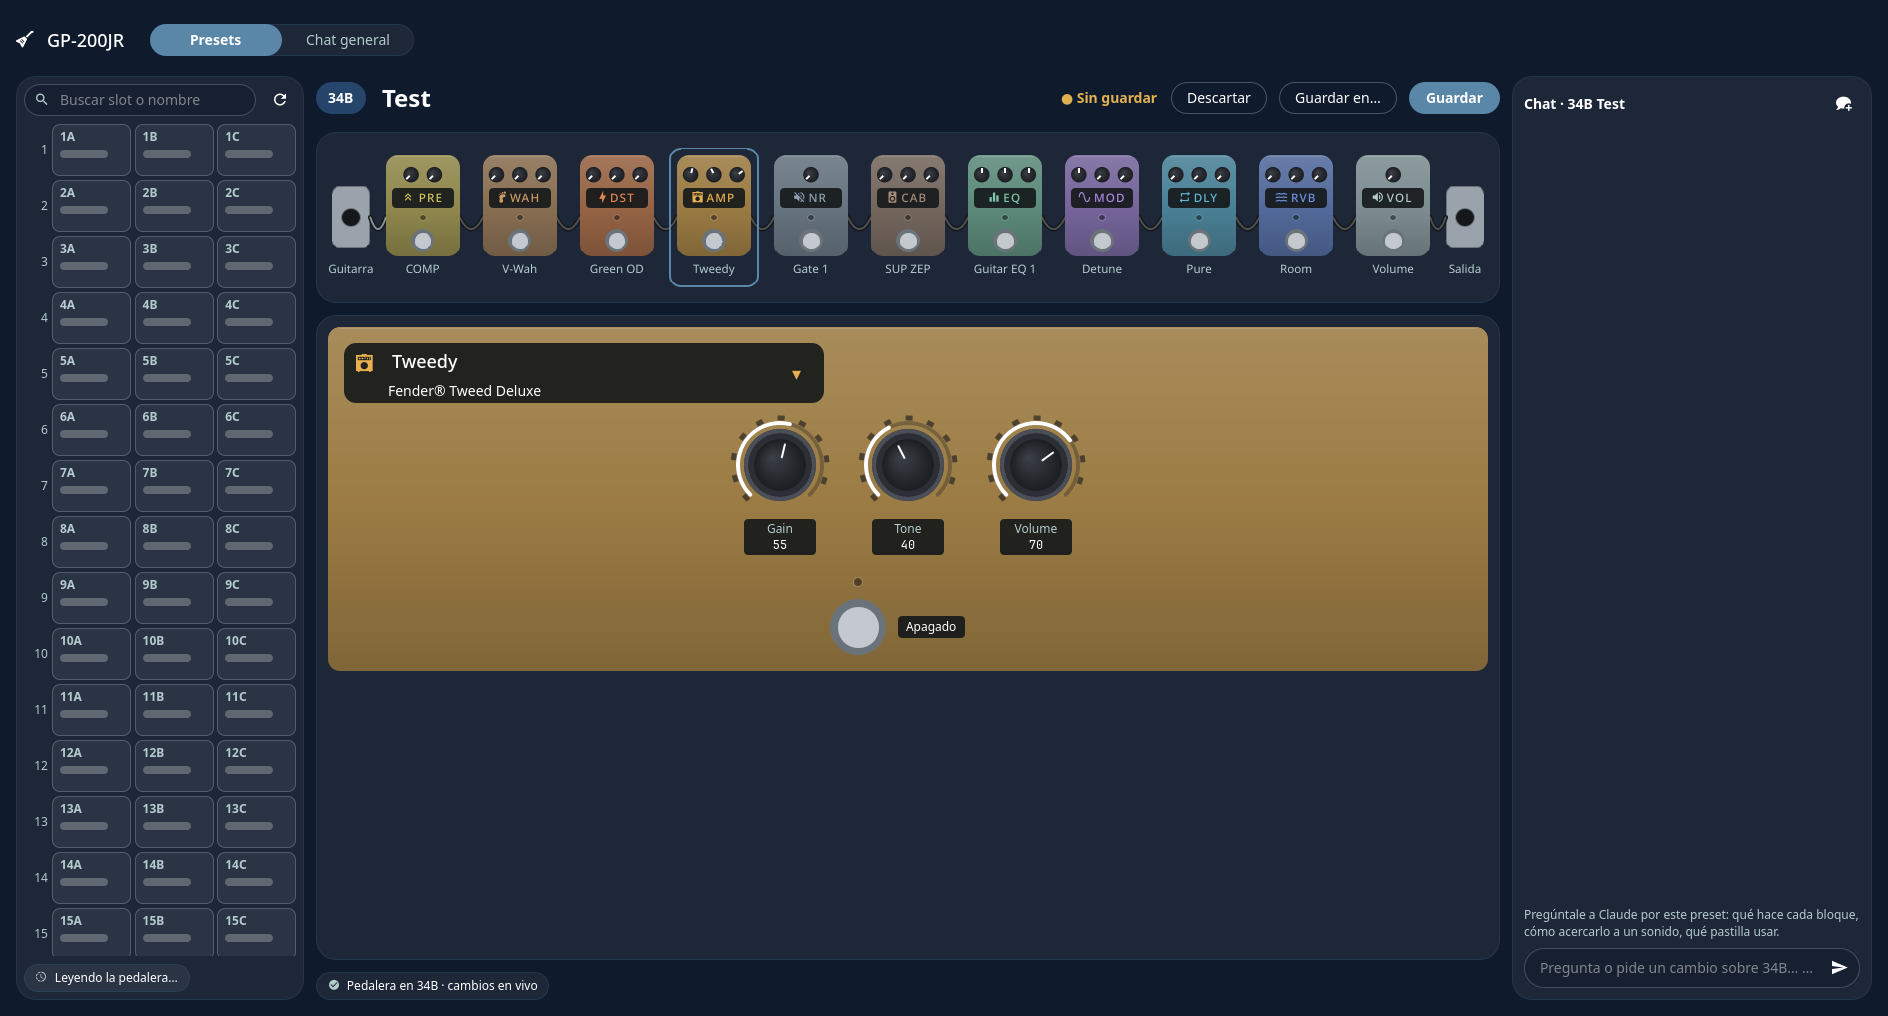 GP-200JR
Presets
Chat general
Buscar slot o nombre
1
1A
1B
1C
2
2A
2B
2C
3
3A
3B
3C
4
4A
4B
4C
5
5A
5B
5C
6
6A
6B
6C
7
7A
7B
7C
8
8A
8B
8C
9
9A
9B
9C
10
10A
10B
10C
11
11A
11B
11C
12
12A
12B
12C
13
13A
13B
13C
14
14A
14B
14C
15
15A
15B
15C
Leyendo la pedalera...
34B
Test
Sin guardar
Descartar
Guardar en...
Guardar
PRE
WAH
DST
AMP
NR
CAB
EQ
MOD
DLY
RVB
VOL
Guitarra
COMP
V-Wah
Green OD
Tweedy
Gate 1
SUP ZEP
Guitar EQ 1
Detune
Pure
Room
Volume
Salida
Tweedy
Fender® Tweed Deluxe
Gain
55
Tone
40
Volume
70
Apagado
Pedalera en 34B · cambios en vivo
Chat · 34B Test
Pregúntale a Claude por este preset: qué hace cada bloque,
cómo acercarlo a un sonido, qué pastilla usar.
Pregunta o pide un cambio sobre 34B... ...